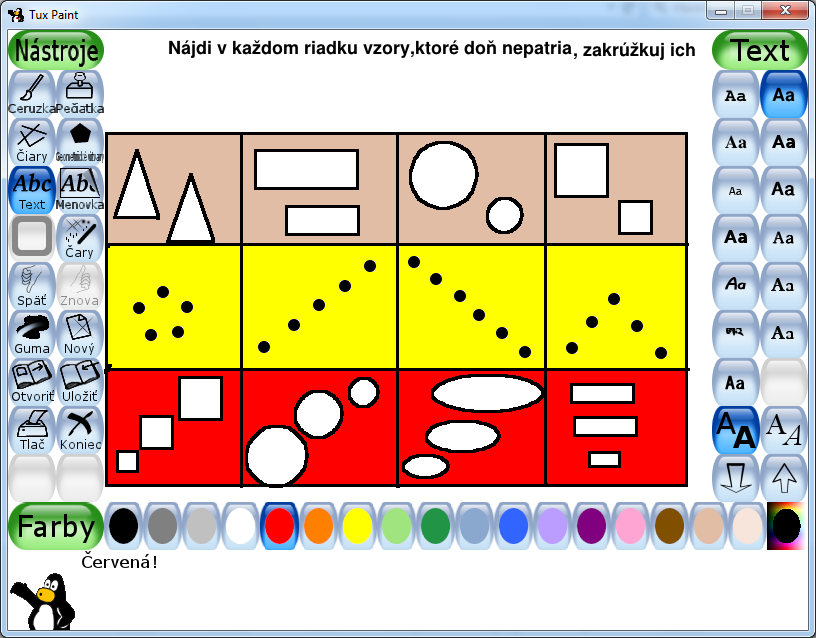 Tux Paint
Nástroje
Nájdi v každom riadku vzory,ktoré doň nepatria, zakrúžkuj ich
Text
Ceruzka Pečiatka
Čiary
Abc Abc
Text Menovka
Čary
Späť Znova
Guma Nový
Otvoriť Uložiť
Tlač Koniec
Aa Aa
Aa Aa
Aa Aa
Aa Aa
Aa Aa
Aa
Aa
AA AA
Farby
Červená!